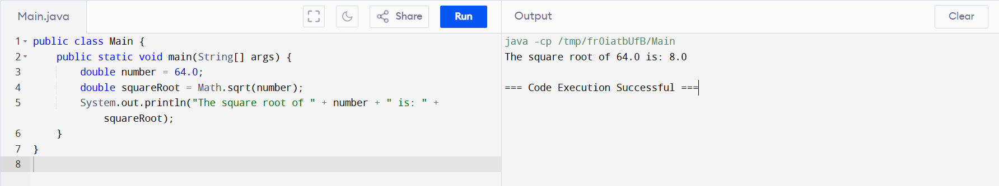 Main.java
Share
Run
Output
Clear
1 public class Main {
2     public static void main(String[] args) {
3         double number = 64.0;
4         double squareRoot = Math.sqrt(number);
5         System.out.println("The square root of " + number + " is: " +
            squareRoot);
6     }
7 }
8
java -cp /tmp/frOiatbUfB/Main
The square root of 64.0 is: 8.0
=== Code Execution Successful ===